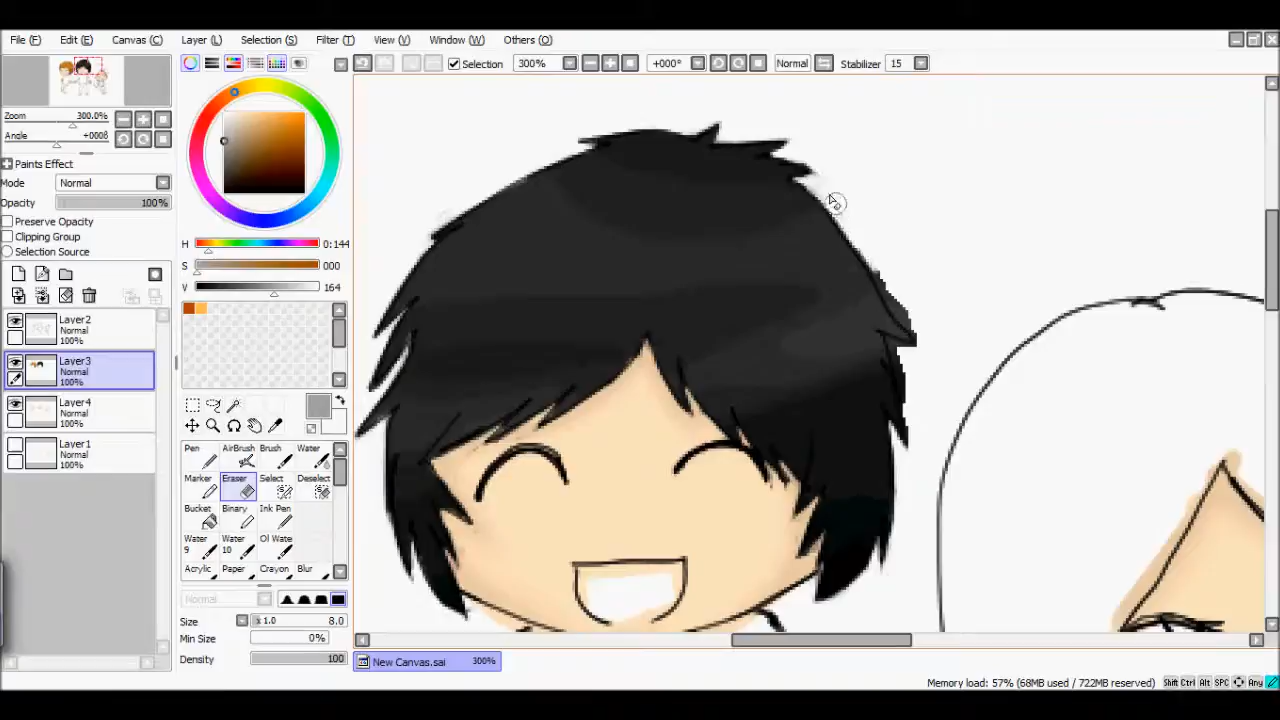 File (F) Edit (E) Canvas (C) Layer (L) Selection (S) Filter (T) View (V) Window (W) Others (O)
Selection 300% +000° Normal Stabilizer 15
Zoom 300.0%
Angle +000θ
Paints Effect
Mode Normal
Opacity 100%
Preserve Opacity
Clipping Group
Selection Source
Layer2
Normal
100%
Layer3
Normal
100%
Layer4
Normal
100%
Layer1
Normal
100%
H 0:144
S 000
V 164
Pen AirBrush Brush Water
Marker Eraser Select Deselect
Bucket Binary Ink Pen
Water 9 Water 10 Oil Water
Acrylic Paper Crayon Blur
Normal
Size x 1.0 8.0
Min Size 0%
Density 100
New Canvas.sai 300%
Memory load: 57% (68MB used / 722MB reserved) Shift Ctrl Alt SPC Any